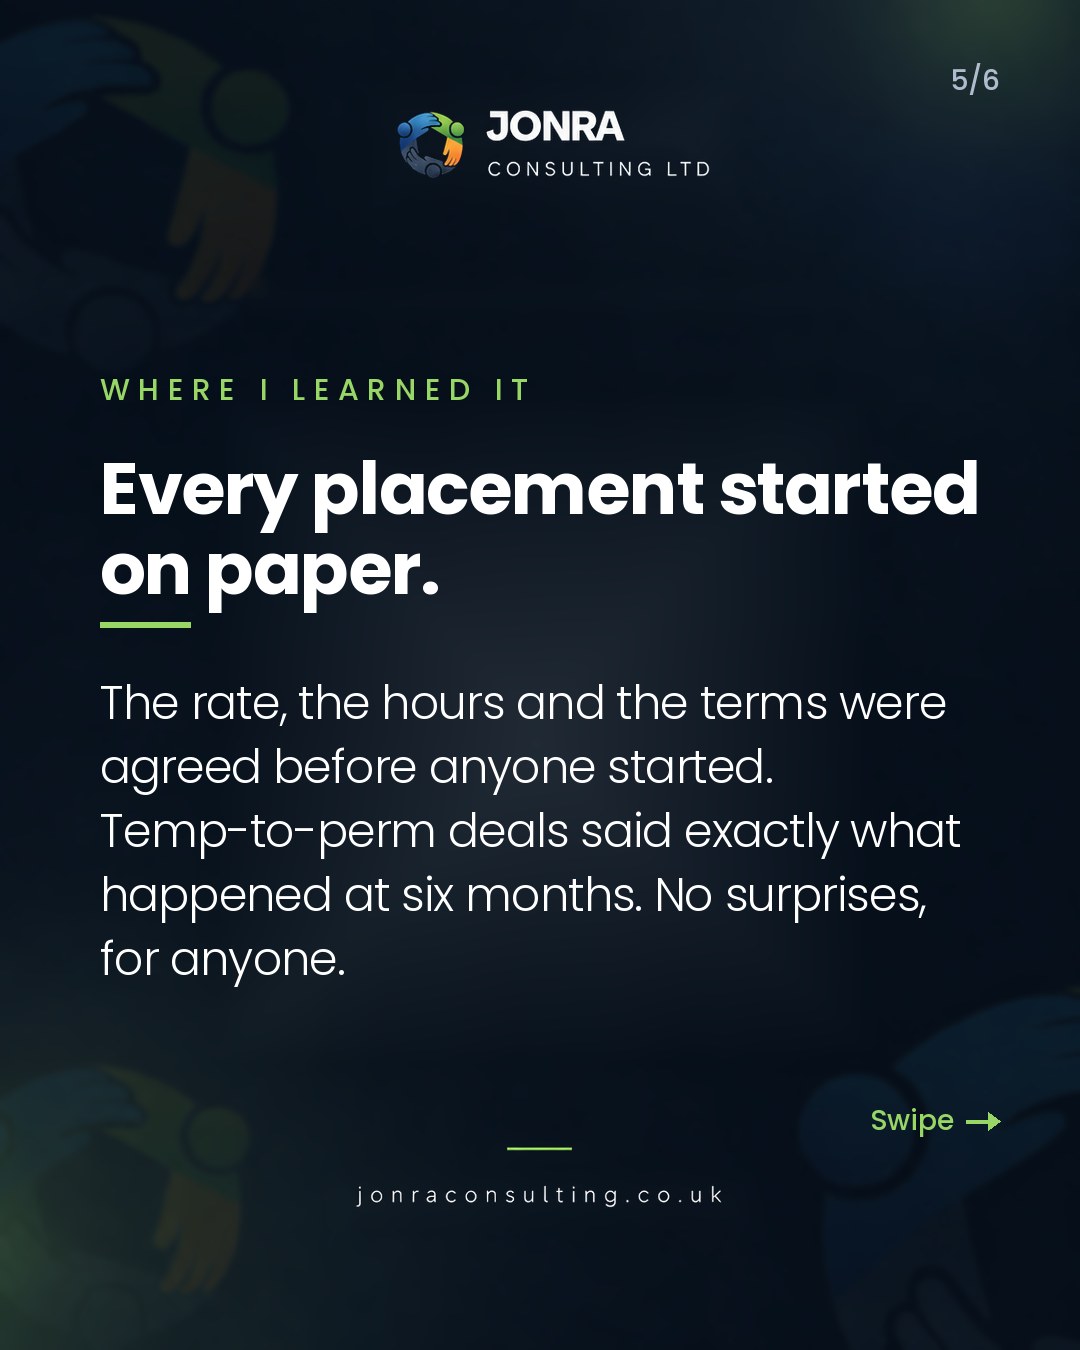 5/6
JONRA
CONSULTING LTD
WHERE I LEARNED IT
Every placement started
on paper.
The rate, the hours and the terms were
agreed before anyone started.
Temp-to-perm deals said exactly what
happened at six months. No surprises,
for anyone.
Swipe →
jonraconsulting.co.uk